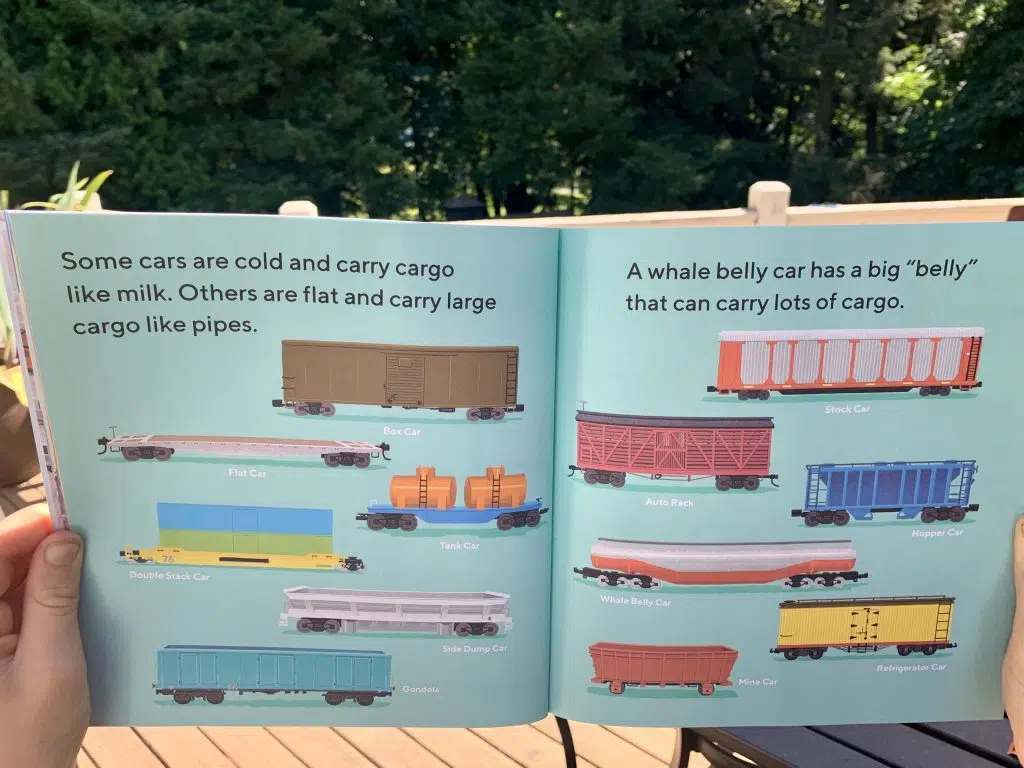 Some cars are cold and carry cargo
like milk. Others are flat and carry large
cargo like pipes.
Box Car
Flat Car
Tank Car
76
Double Stack Car
Side Dump Car
Gondola
A whale belly car has a big “belly”
that can carry lots of cargo.
Stock Car
Auto Rack
Hopper Car
Whale Belly Car
Refrigerator Car
Mine Car